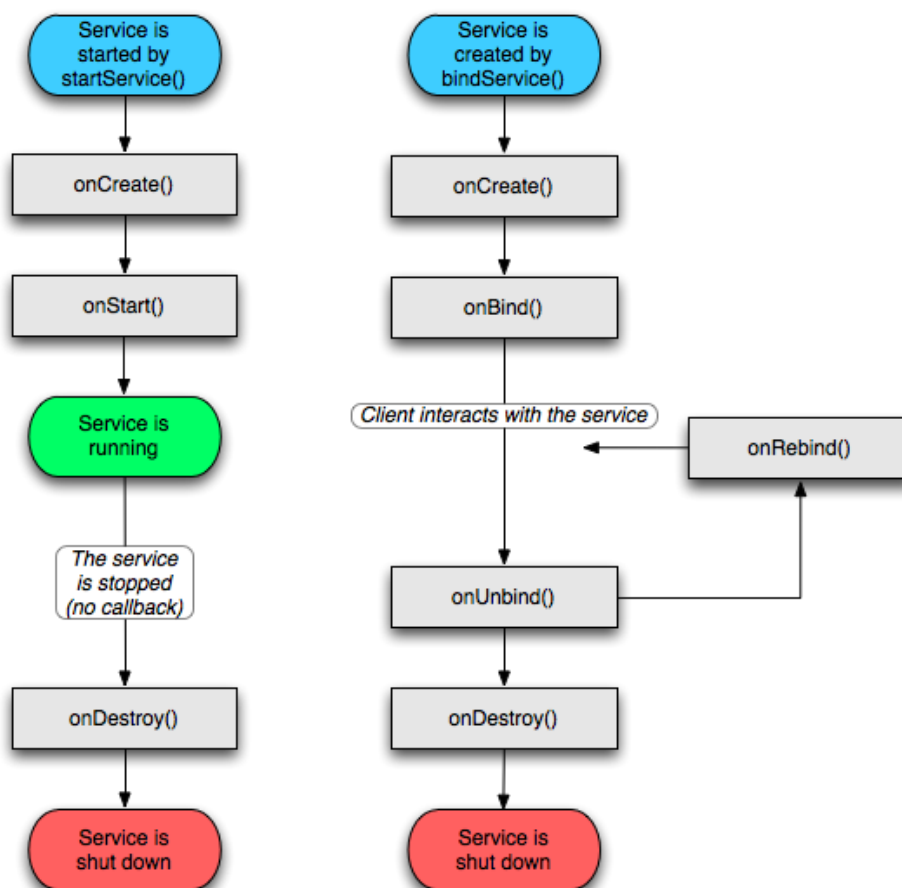 Service is
started by
startService()
onCreate()
onStart()
Service is
running
The service
is stopped
(no callback)
onDestroy()
Service is
shut down
Service is
created by
bindService()
onCreate()
onBind()
Client interacts with the service
onRebind()
onUnbind()
onDestroy()
Service is
shut down